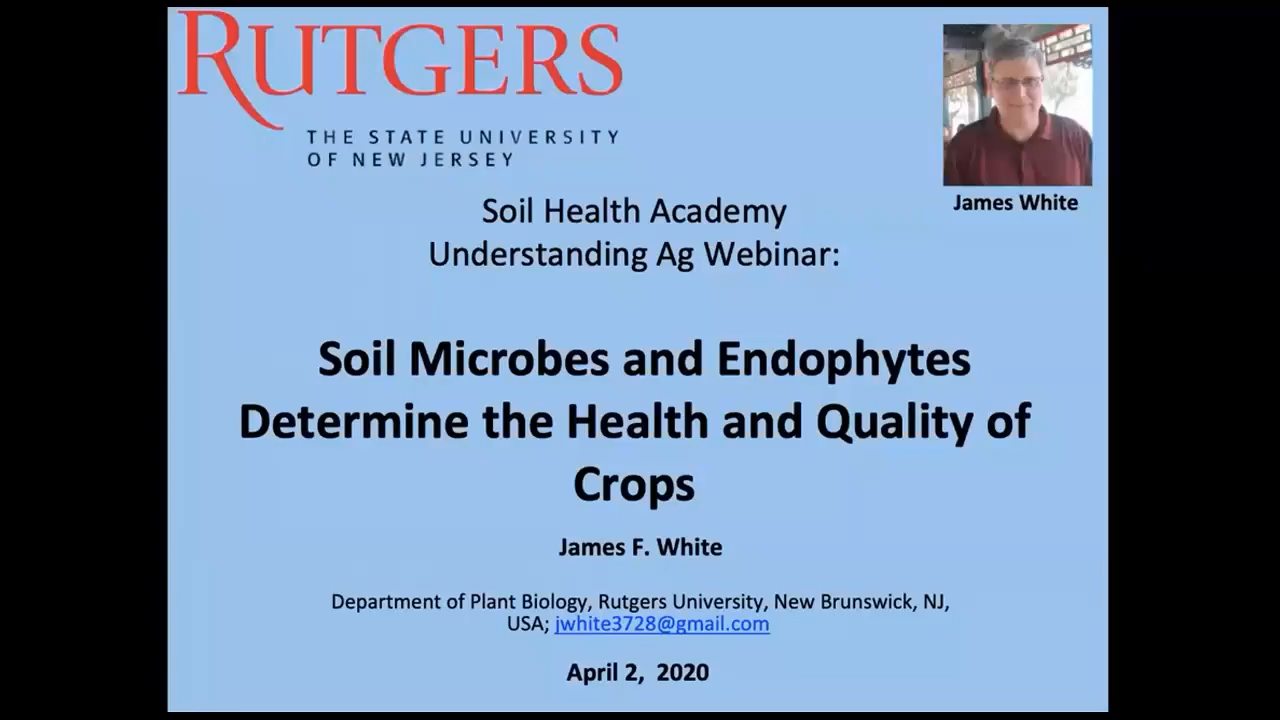 RUTGERS
THE STATE UNIVERSITY
OF NEW JERSEY
James White
Soil Health Academy
Understanding Ag Webinar:
Soil Microbes and Endophytes
Determine the Health and Quality of
Crops
James F. White
Department of Plant Biology, Rutgers University, New Brunswick, NJ,
USA; jwhite3728@gmail.com
April 2, 2020